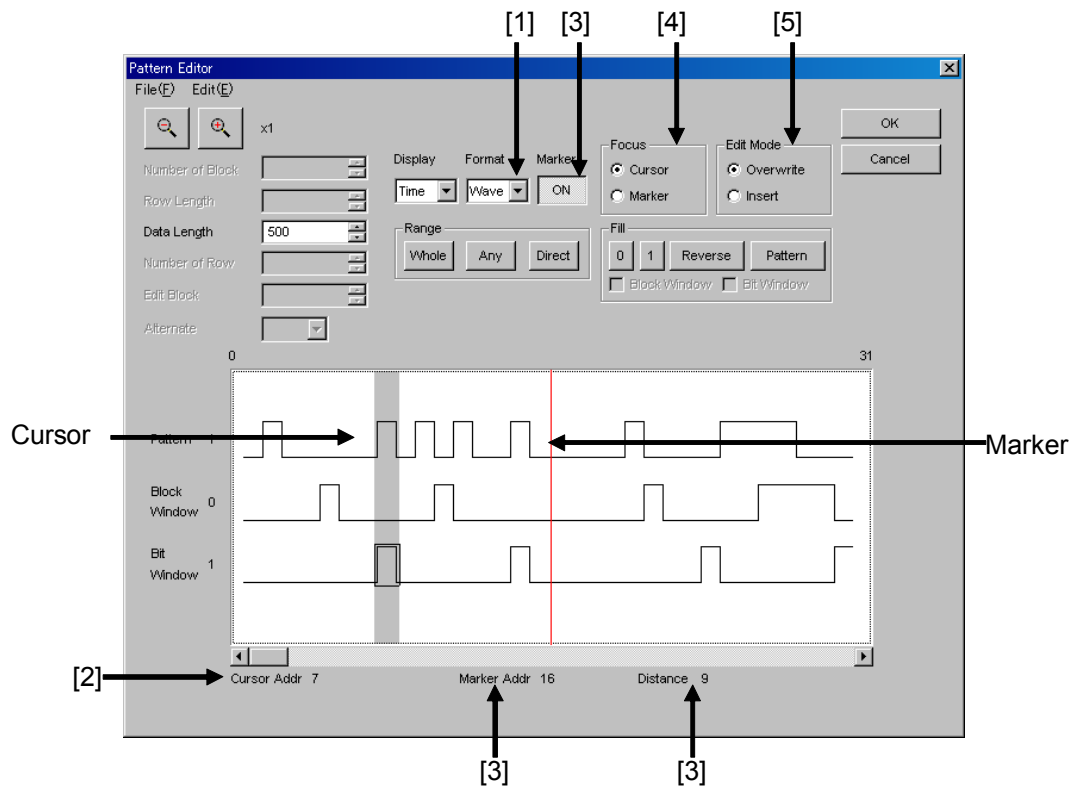 [1] [3] [4] [5]
Pattern Editor
File(F) Edit(E)
x1
OK
Cancel
Number of Block
Row Length
Data Length 500
Number of Row
Edit Block
Alternate
Display Format Marker
Time Wave ON
Focus
Cursor
Marker
Edit Mode
Overwrite
Insert
Range
Whole Any Direct
Fill
0 1 Reverse Pattern
Block Window Bit Window
0 31
Cursor
Pattern 1
Marker
Block
Window 0
Bit
Window 1
[2]
Cursor Addr 7 Marker Addr 16 Distance 9
[3] [3]